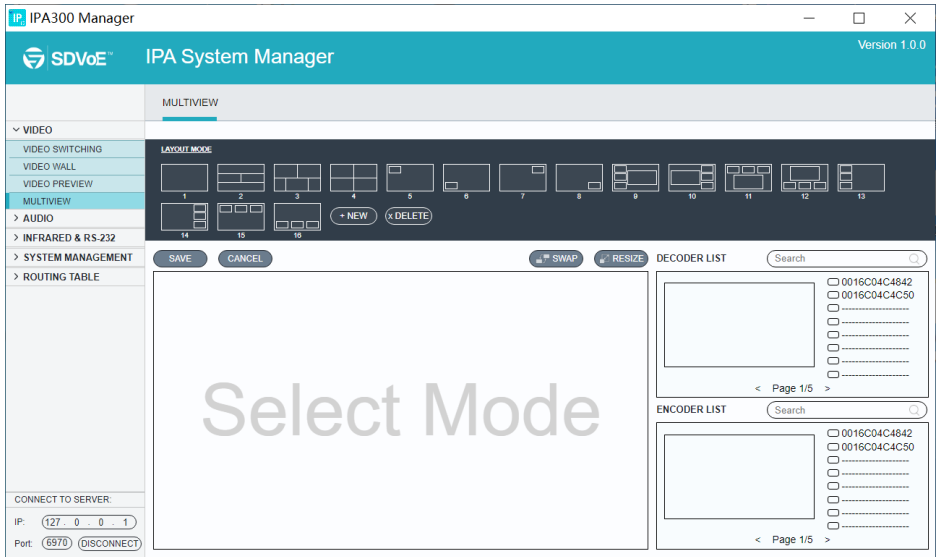 IPA300 Manager
SDVoE™
IPA System Manager
Version 1.0.0
MULTIVIEW
VIDEO
VIDEO SWITCHING
VIDEO WALL
VIDEO PREVIEW
MULTIVIEW
> AUDIO
> INFRARED & RS-232
> SYSTEM MANAGEMENT
> ROUTING TABLE
CONNECT TO SERVER:
IP: 127 . 0 . 0 . 1
Port: 6970 DISCONNECT
LAYOUT MODE
1 2 3 4 5 6 7 8 9 10 11 12 13
14 15 16 + NEW x DELETE
SAVE CANCEL SWAP RESIZE
Select Mode
DECODER LIST Search
0016C04C4842
0016C04C4C50
--------------------
--------------------
--------------------
--------------------
--------------------
--------------------
< Page 1/5 >
ENCODER LIST Search
0016C04C4842
0016C04C4C50
--------------------
--------------------
--------------------
--------------------
--------------------
--------------------
< Page 1/5 >